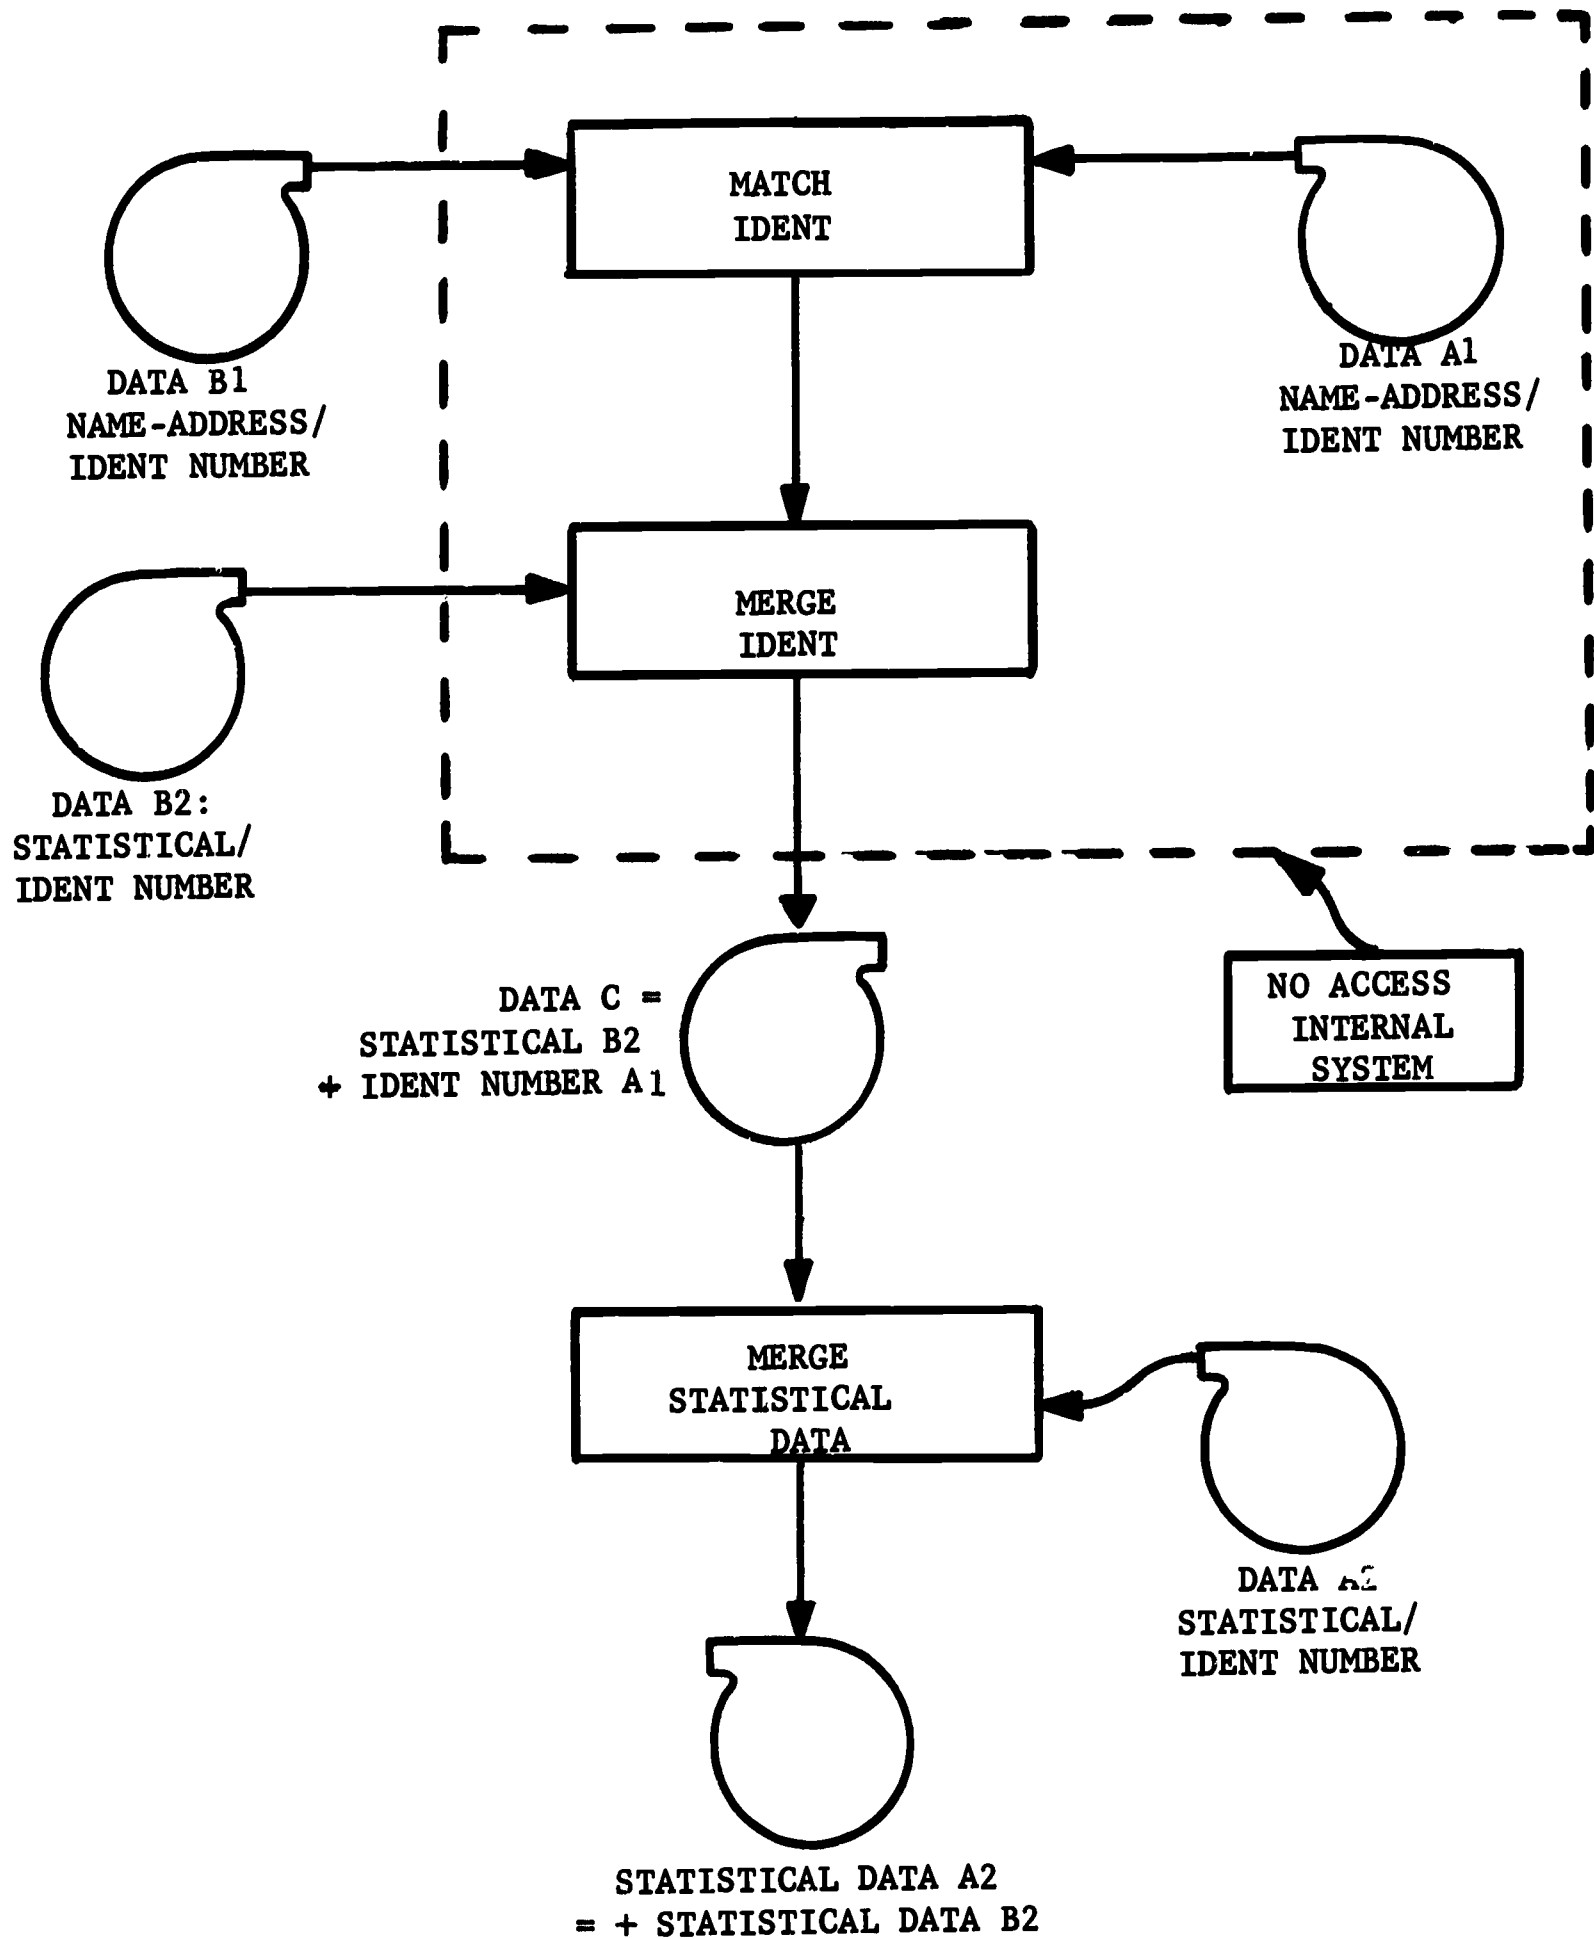 MATCH
IDENT
DATA B1
NAME-ADDRESS/
IDENT NUMBER
DATA A1
NAME-ADDRESS/
IDENT NUMBER
MERGE
IDENT
DATA B2:
STATISTICAL/
IDENT NUMBER
DATA C =
STATISTICAL B2
+ IDENT NUMBER A1
NO ACCESS
INTERNAL
SYSTEM
MERGE
STATISTICAL
DATA
DATA A2
STATISTICAL/
IDENT NUMBER
STATISTICAL DATA A2
= + STATISTICAL DATA B2